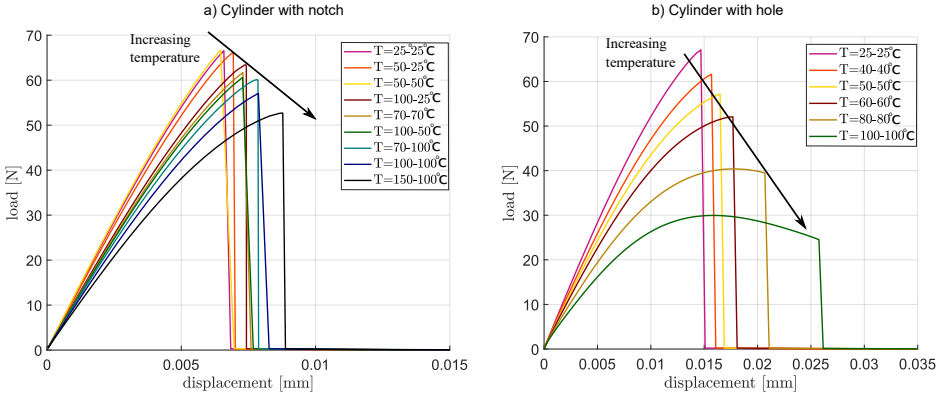 a) Cylinder with notch
Increasing
temperature
T=25-25℃
T=50-25℃
T=50-50℃
T=100-25℃
T=70-70℃
T=100-50℃
T=70-100℃
T=100-100℃
T=150-100℃
70
60
50
40
30
20
10
0
load [N]
0
0.005
0.01
0.015
displacement [mm]
b) Cylinder with hole
Increasing
temperature
T=25-25℃
T=40-40℃
T=50-50℃
T=60-60℃
T=80-80℃
T=100-100℃
70
60
50
40
30
20
10
0
load [N]
0
0.005
0.01
0.015
0.02
0.025
0.03
0.035
displacement [mm]